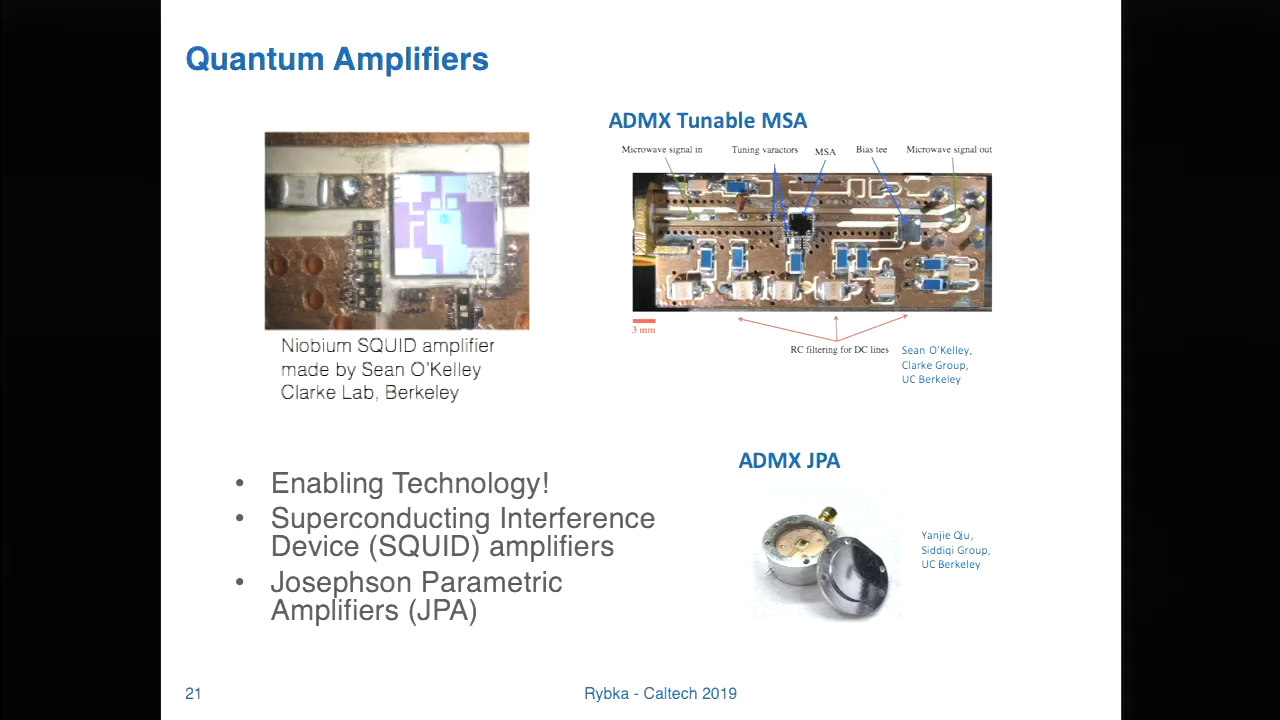 Quantum Amplifiers
ADMX Tunable MSA
Microwave signal in
Tuning varactors
MSA
Bias tee
Microwave signal out
3 mm
RC filtering for DC lines
Sean O'Kelley,
Clarke Group,
UC Berkeley
Niobium SQUID amplifier
made by Sean O'Kelley
Clarke Lab, Berkeley
• Enabling Technology!
• Superconducting Interference
Device (SQUID) amplifiers
• Josephson Parametric
Amplifiers (JPA)
ADMX JPA
Yanjie Qiu,
Siddiqi Group,
UC Berkeley
21
Rybka - Caltech 2019